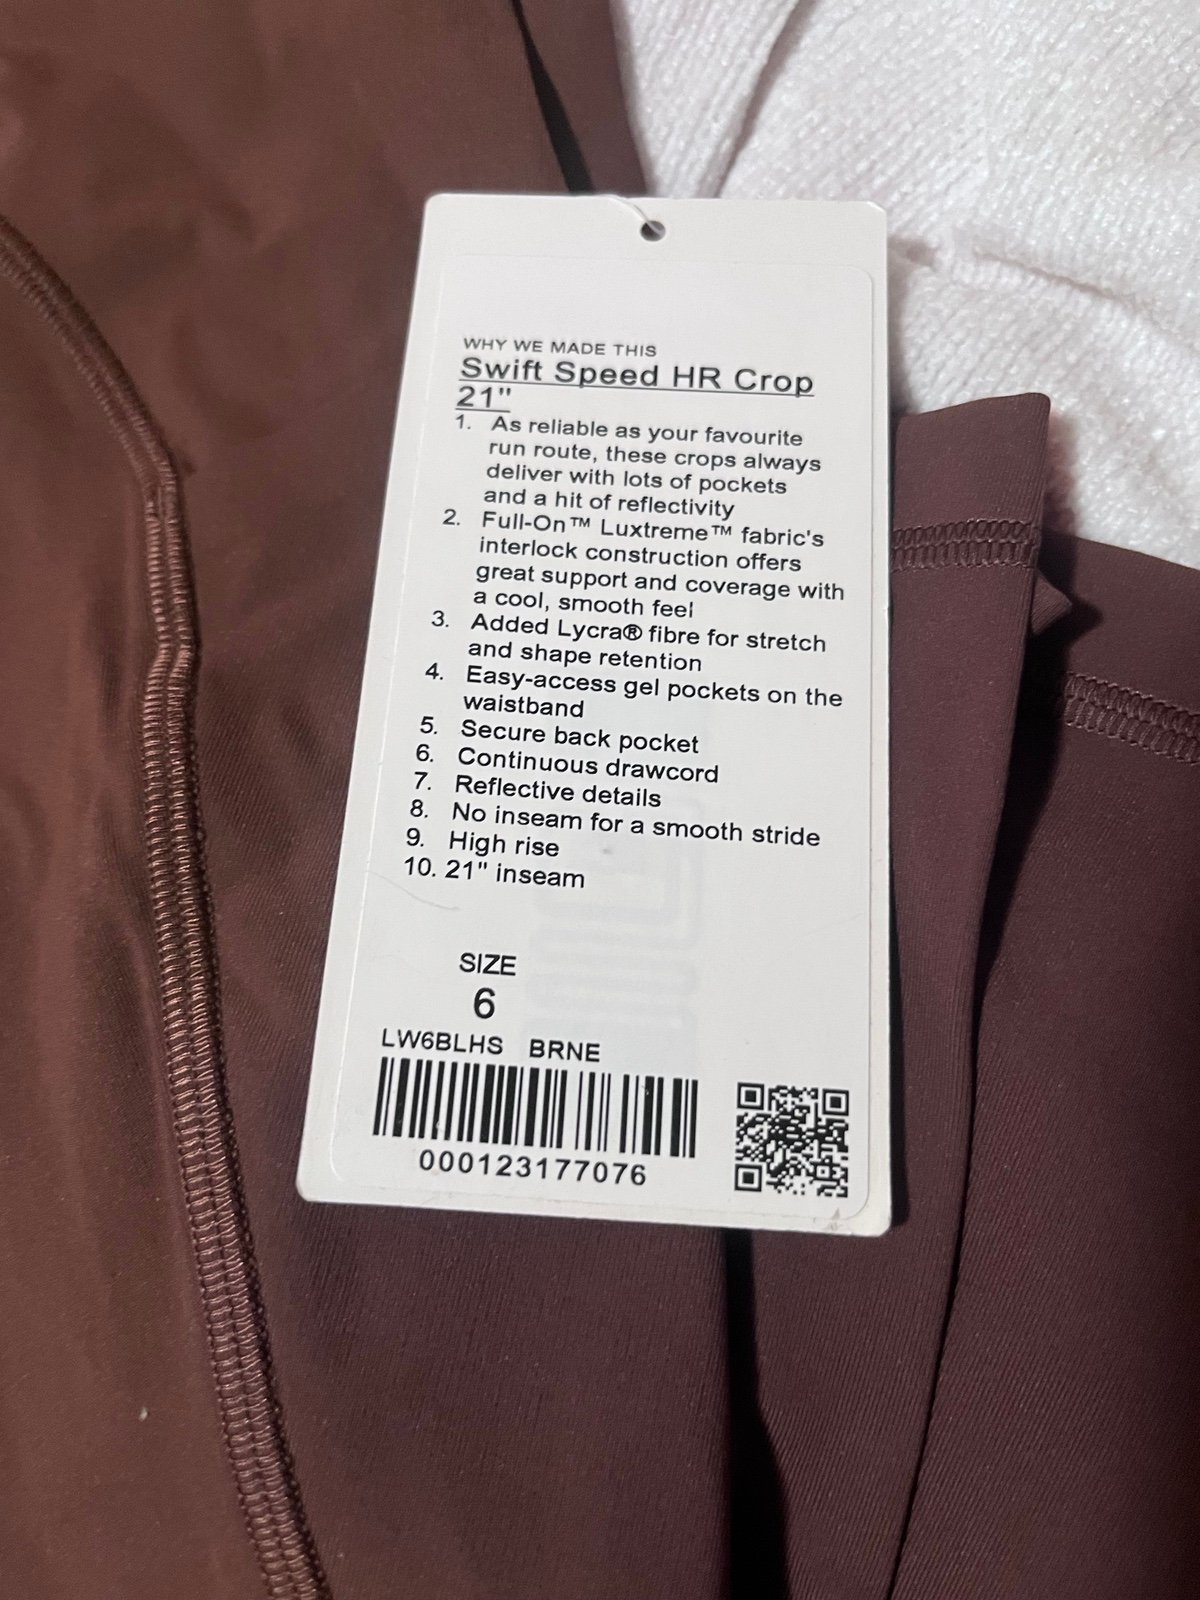 WHY WE MADE THIS
Swift Speed HR Crop
21"
1. As reliable as your favourite
run route, these crops always
deliver with lots of pockets
and a hit of reflectivity
2. Full-On™ Luxtreme™ fabric's
interlock construction offers
great support and coverage with
a cool, smooth feel
3. Added Lycra® fibre for stretch
and shape retention
4. Easy-access gel pockets on the
waistband
5. Secure back pocket
6. Continuous drawcord
7. Reflective details
8. No inseam for a smooth stride
9. High rise
10. 21" inseam
SIZE
6
LW6BLHS BRNE
000123177076